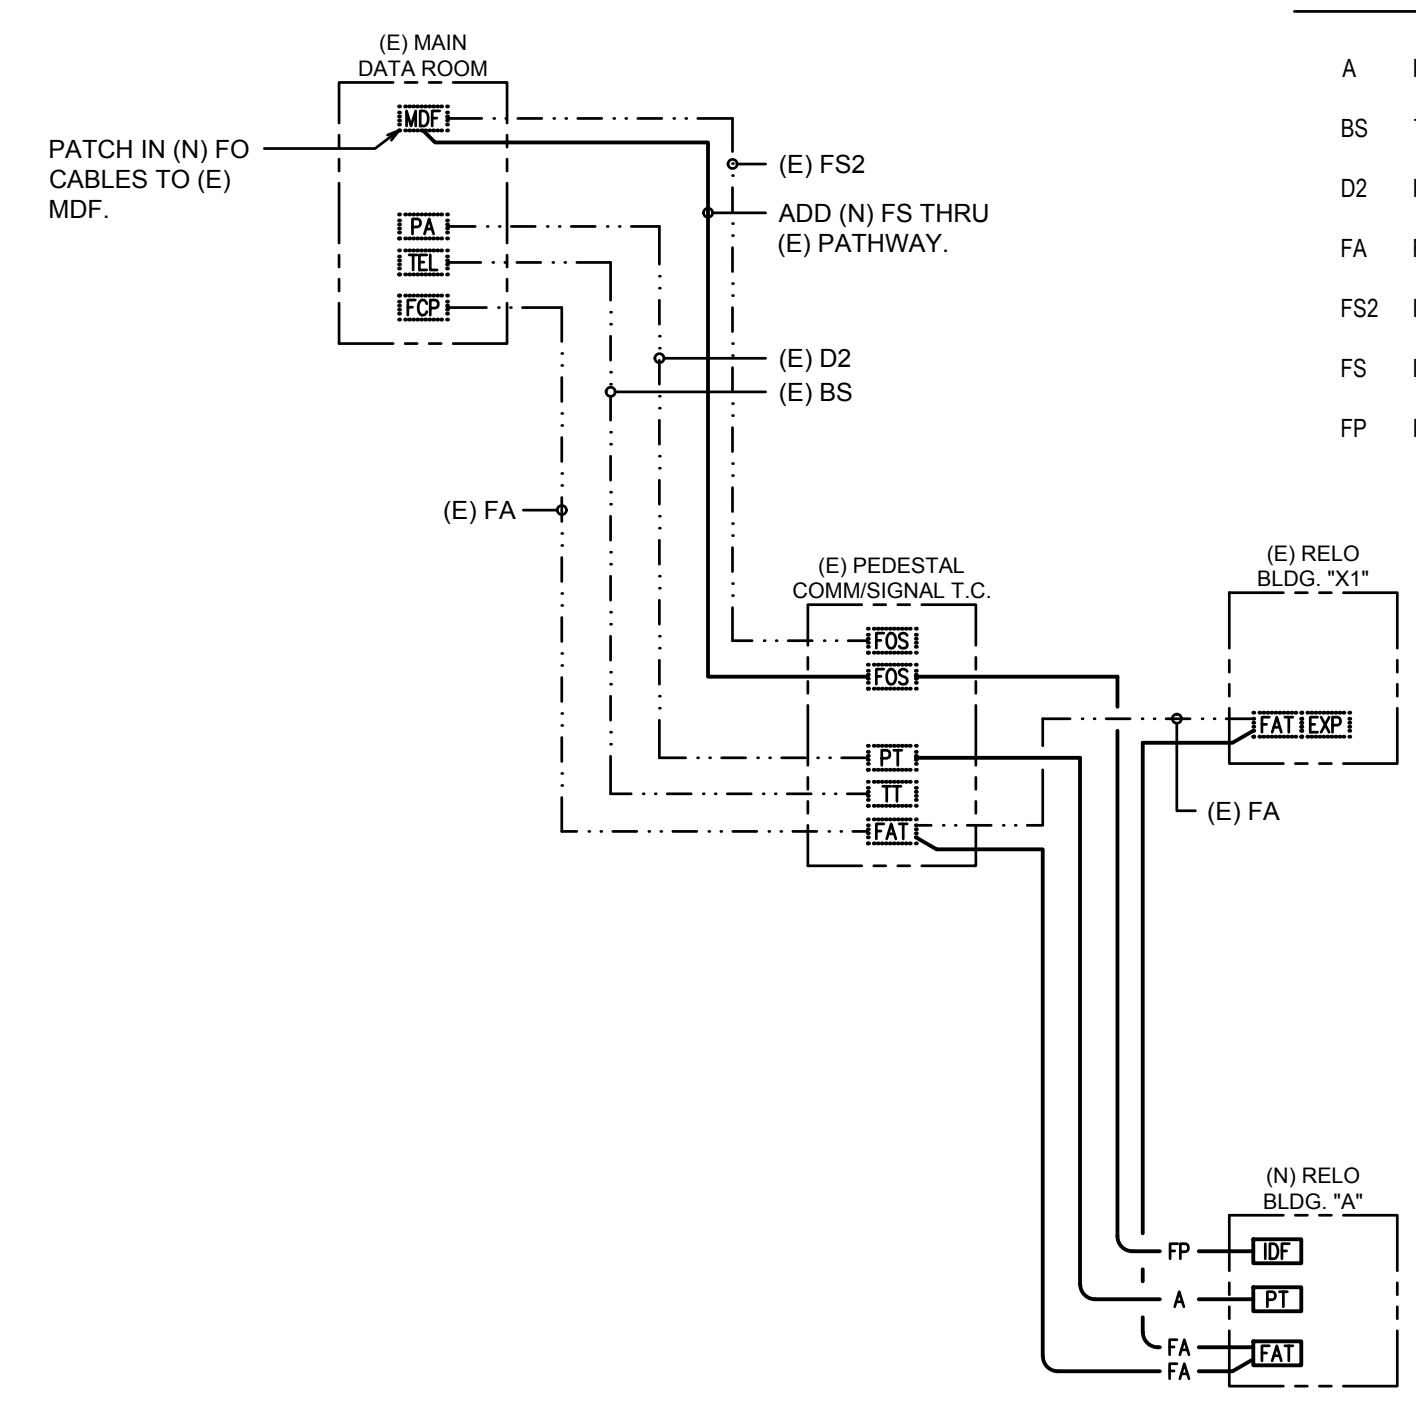 (E) MAIN
DATA ROOM
MDF
PATCH IN (N) FO
CABLES TO (E)
MDF.
PA
TEL
FCP
(E) FS2
ADD (N) FS THRU
(E) PATHWAY.
(E) D2
(E) BS
(E) FA
A
BS
D2
FA
FS2
FS
FP
(E) PEDESTAL
COMM/SIGNAL T.C.
FOS
FOS
PT
TT
FAT
(E) RELO
BLDG. "X1"
FAT EXP
(E) FA
(N) RELO
BLDG. "A"
FP IDF
A PT
FA FAT
FA